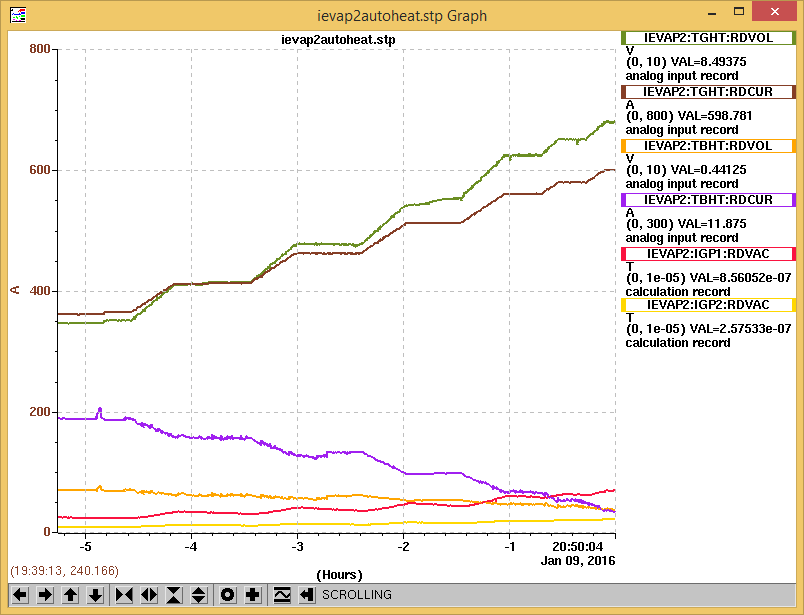 ievap2autoheat.stp Graph
ievap2autoheat.stp
800
600
400
200
0
A
-5
-4
-3
-2
-1
20:50:04
Jan 09, 2016
(Hours)
(19:39:13, 240.166)
IEVAP2:TGHT:RDVOL
V
(0, 10) VAL=8.49375
analog input record
IEVAP2:TGHT:RDCUR
A
(0, 800) VAL=598.781
analog input record
IEVAP2:TBHT:RDVOL
V
(0, 10) VAL=0.44125
analog input record
IEVAP2:TBHT:RDCUR
A
(0, 300) VAL=11.875
analog input record
IEVAP2:IGP1:RDVAC
T
(0, 1e-05) VAL=8.56052e-07
calculation record
IEVAP2:IGP2:RDVAC
T
(0, 1e-05) VAL=2.57533e-07
calculation record
SCROLLING